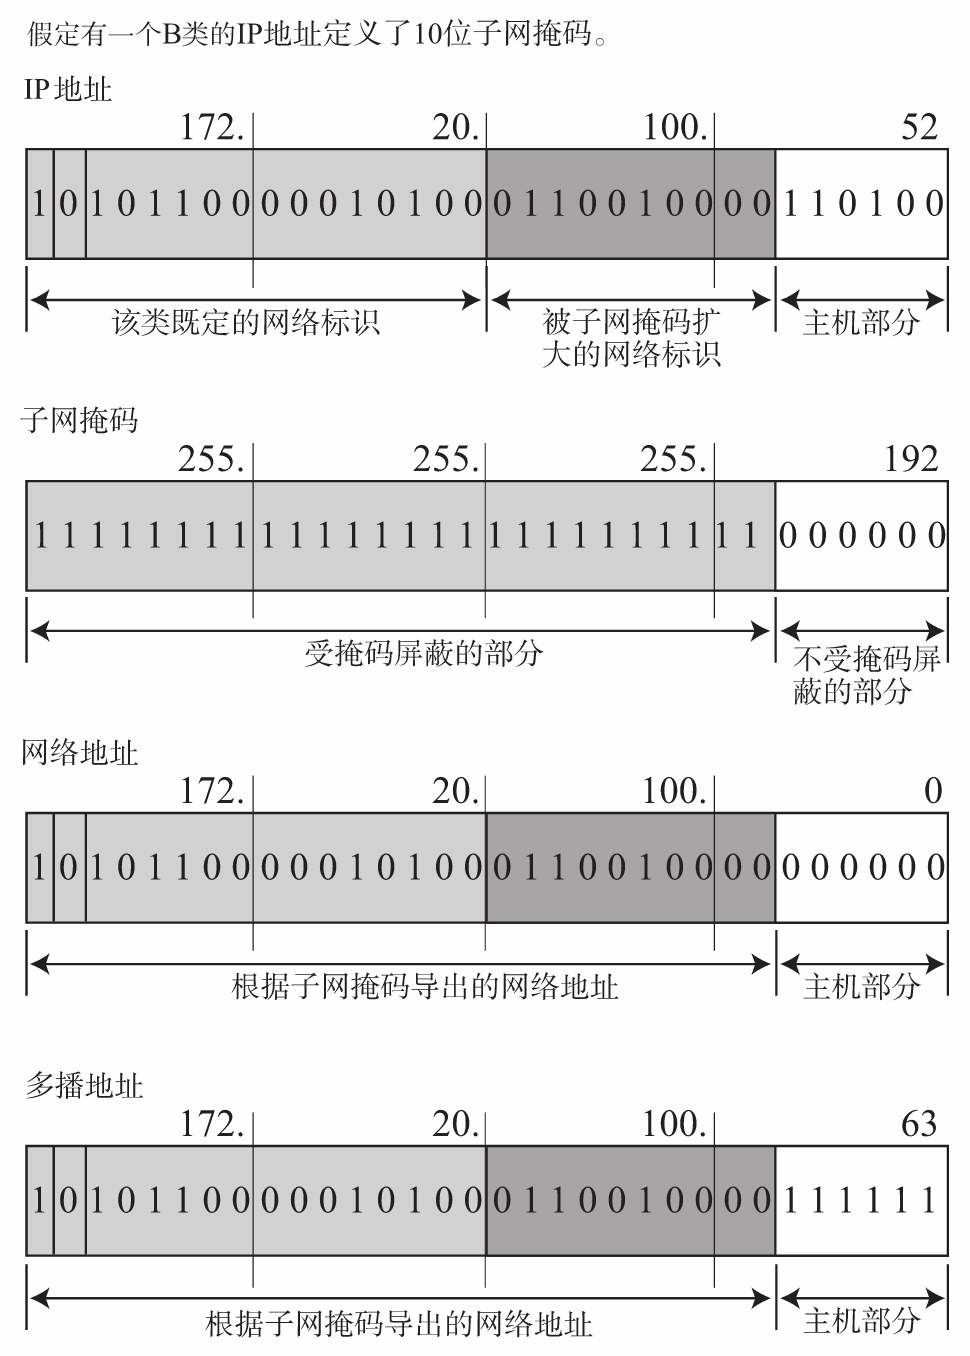 假定有一个B类的IP地址定义了10位子网掩码。
IP 地址
172. 20. 100. 52
1 0 1 0 1 1 0 0 0 0 0 1 0 1 0 0 0 1 1 0 0 1 0 0 0 0 1 1 0 1 0 0
该类既定的网络标识
被子网掩码扩
大的网络标识
主机部分
子网掩码
255. 255. 255. 192
1 1 1 1 1 1 1 1 1 1 1 1 1 1 1 1 1 1 1 1 1 1 1 1 1 1 0 0 0 0 0 0
受掩码屏蔽的部分
不受掩码屏
蔽的部分
网络地址
172. 20. 100. 0
1 0 1 0 1 1 0 0 0 0 0 1 0 1 0 0 0 1 1 0 0 1 0 0 0 0 0 0 0 0 0 0
根据子网掩码导出的网络地址
主机部分
多播地址
172. 20. 100. 63
1 0 1 0 1 1 0 0 0 0 0 1 0 1 0 0 0 1 1 0 0 1 0 0 0 0 1 1 1 1 1 1
根据子网掩码导出的网络地址
主机部分